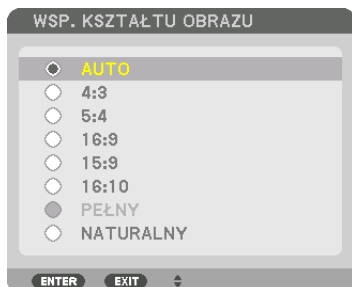 WSP. KSZTAŁTU OBRAZU
AUTO
4:3
5:4
16:9
15:9
16:10
PEŁNY
NATURALNY
ENTER EXIT